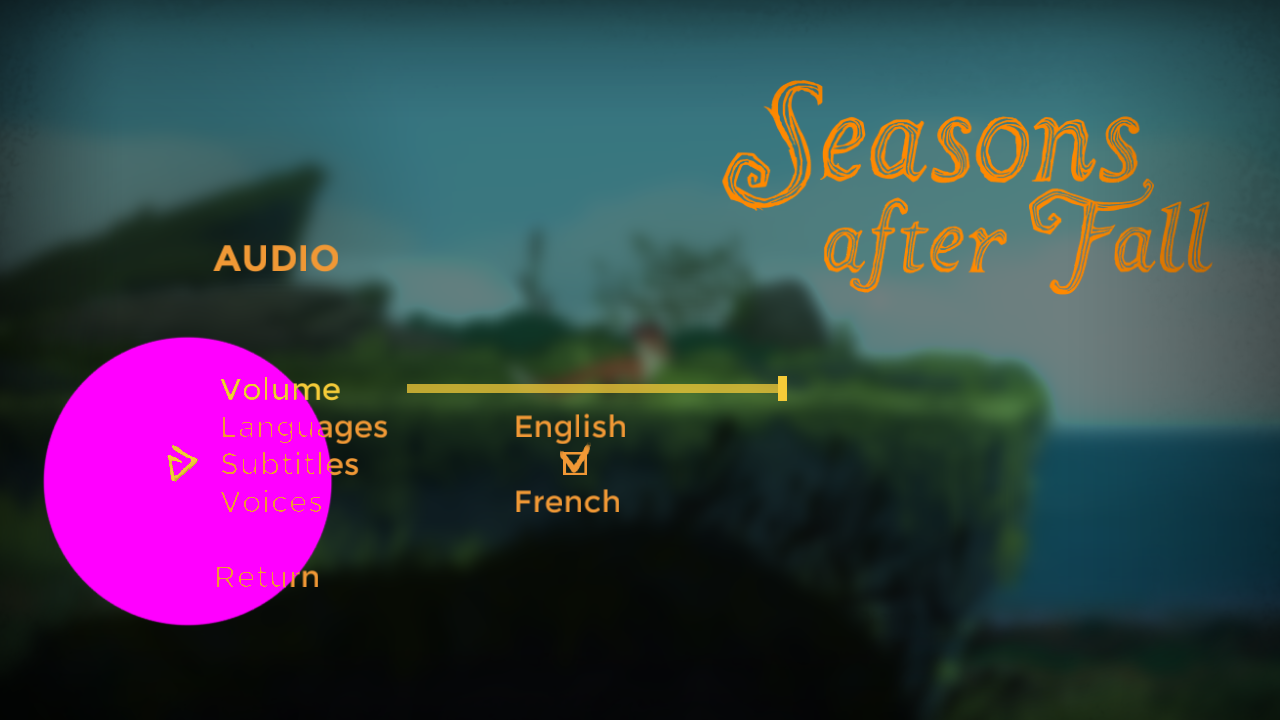 Seasons
after Fall
AUDIO
Volume
Languages English
Subtitles
Voices French
Return